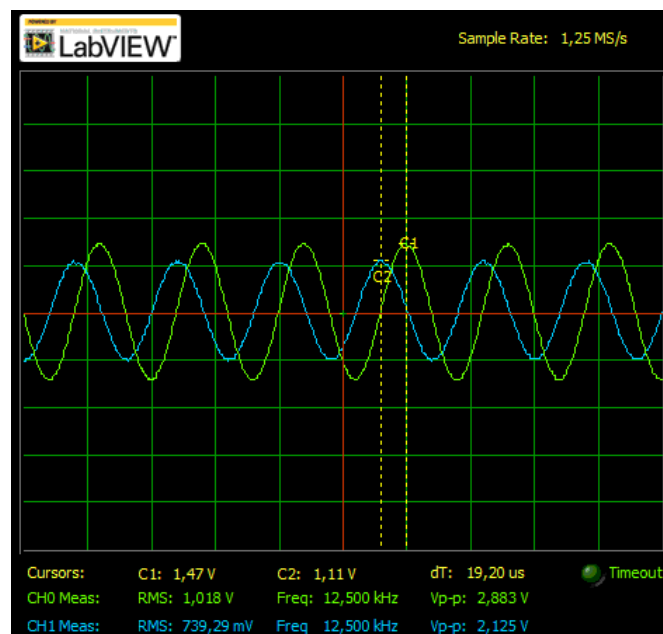 POWERED BY
NATIONAL INSTRUMENTS
LabVIEW™
Sample Rate: 1,25 MS/s
C1
C2
Cursors: C1: 1,47 V C2: 1,11 V dT: 19,20 us Timeout
CH0 Meas: RMS: 1,018 V Freq: 12,500 kHz Vp-p: 2,883 V
CH1 Meas: RMS: 739,29 mV Freq 12,500 kHz Vp-p: 2,125 V